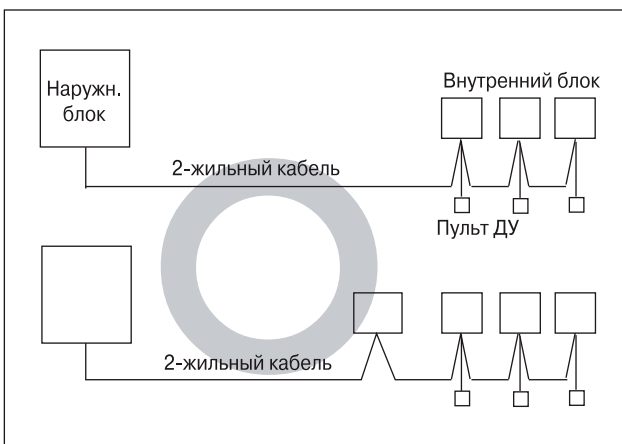 Наружн.
блок
Внутренний блок
2-жильный кабель
Пульт ДУ
2-жильный кабель